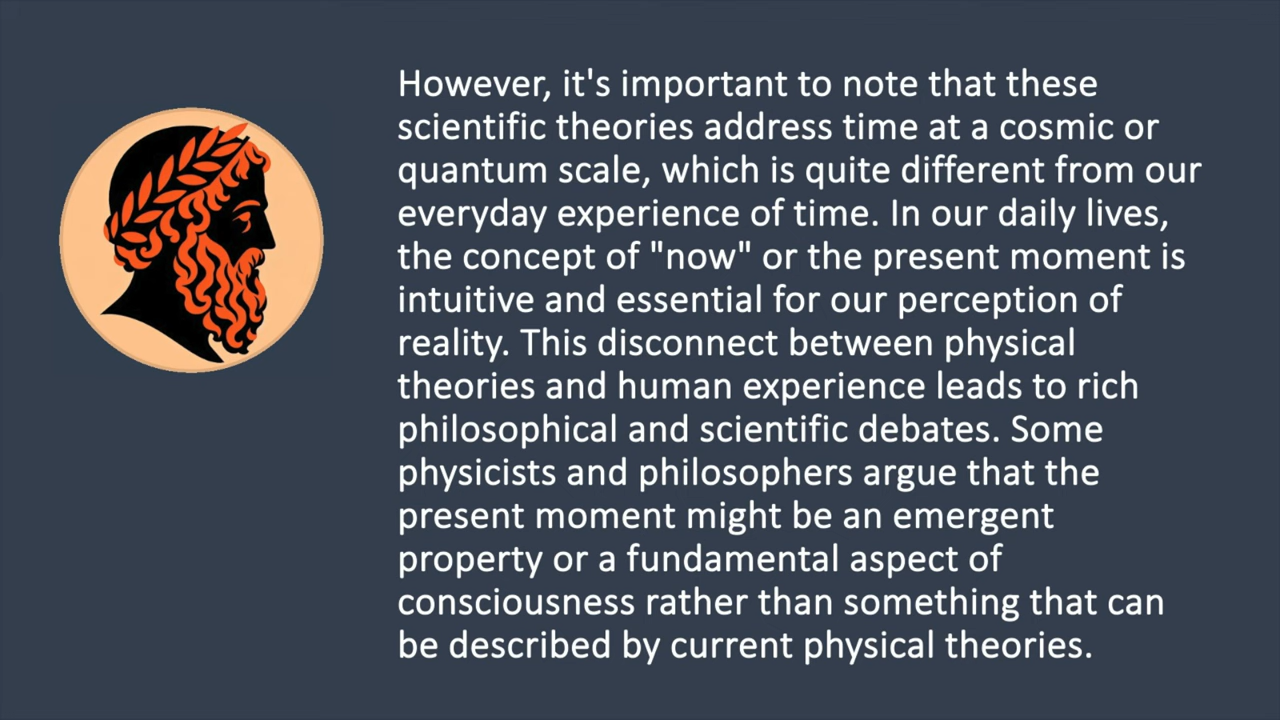 However, it's important to note that these
scientific theories address time at a cosmic or
quantum scale, which is quite different from our
everyday experience of time. In our daily lives,
the concept of "now" or the present moment is
intuitive and essential for our perception of
reality. This disconnect between physical
theories and human experience leads to rich
philosophical and scientific debates. Some
physicists and philosophers argue that the
present moment might be an emergent
property or a fundamental aspect of
consciousness rather than something that can
be described by current physical theories.